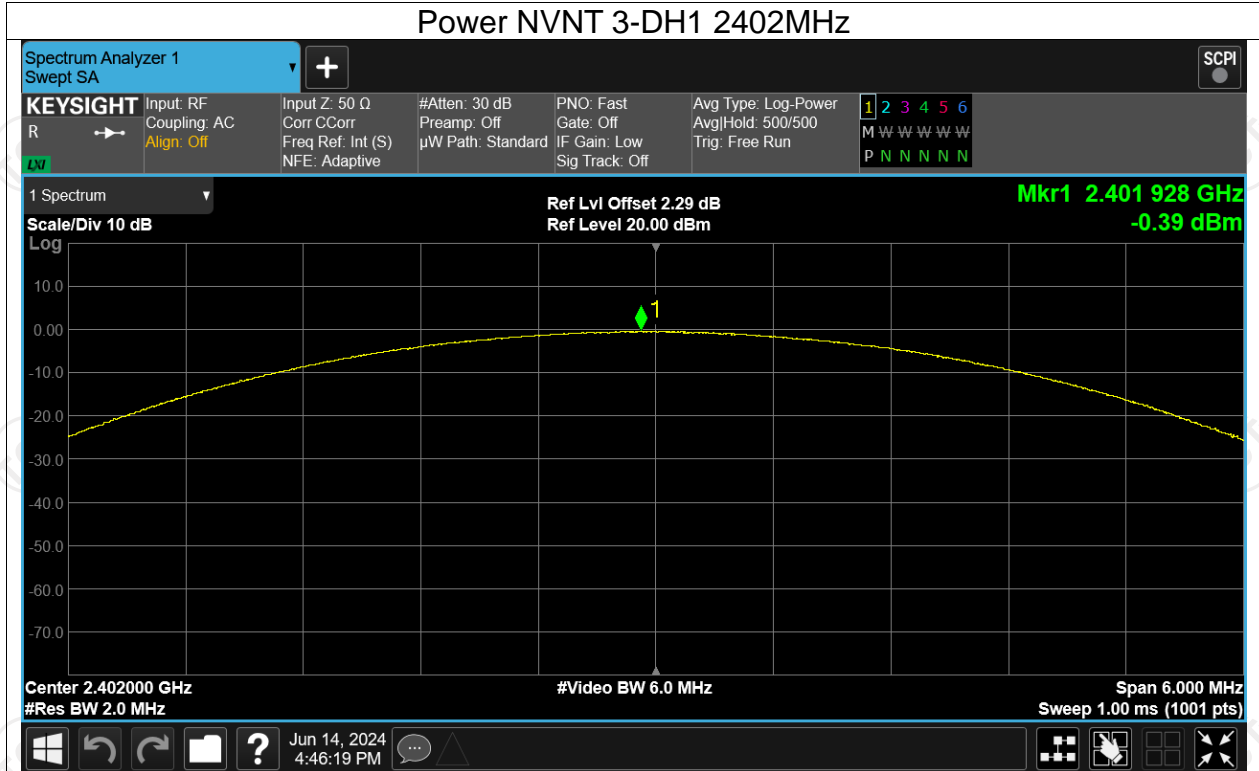 Power NVNT 3-DH1 2402MHz
Spectrum Analyzer 1
Swept SA
+
SCPI
KEYSIGHT
R
LXI
Input: RF
Coupling: AC
Align: Off
Input Z: 50 Ω
Corr CCorr
Freq Ref: Int (S)
NFE: Adaptive
#Atten: 30 dB
Preamp: Off
µW Path: Standard
PNO: Fast
Gate: Off
IF Gain: Low
Sig Track: Off
Avg Type: Log-Power
Avg|Hold: 500/500
Trig: Free Run
1 2 3 4 5 6
M W W W W W
P N N N N N
1 Spectrum
Scale/Div 10 dB
Ref Lvl Offset 2.29 dB
Ref Level 20.00 dBm
Mkr1 2.401 928 GHz
-0.39 dBm
Log
10.0
1
0.00
-10.0
-20.0
-30.0
-40.0
-50.0
-60.0
-70.0
Center 2.402000 GHz
#Res BW 2.0 MHz
#Video BW 6.0 MHz
Span 6.000 MHz
Sweep 1.00 ms (1001 pts)
?
Jun 14, 2024
4:46:19 PM